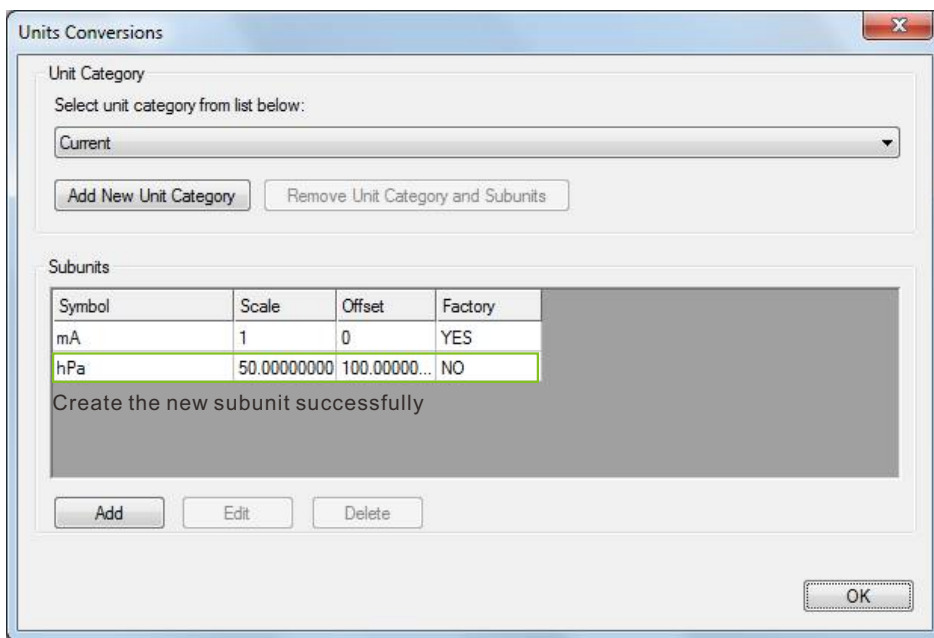 Units Conversions
Unit Category
Select unit category from list below:
Current
Add New Unit Category Remove Unit Category and Subunits
Subunits
Symbol Scale Offset Factory
mA 1 0 YES
hPa 50.00000000 100.00000... NO
Create the new subunit successfully
Add Edit Delete
OK